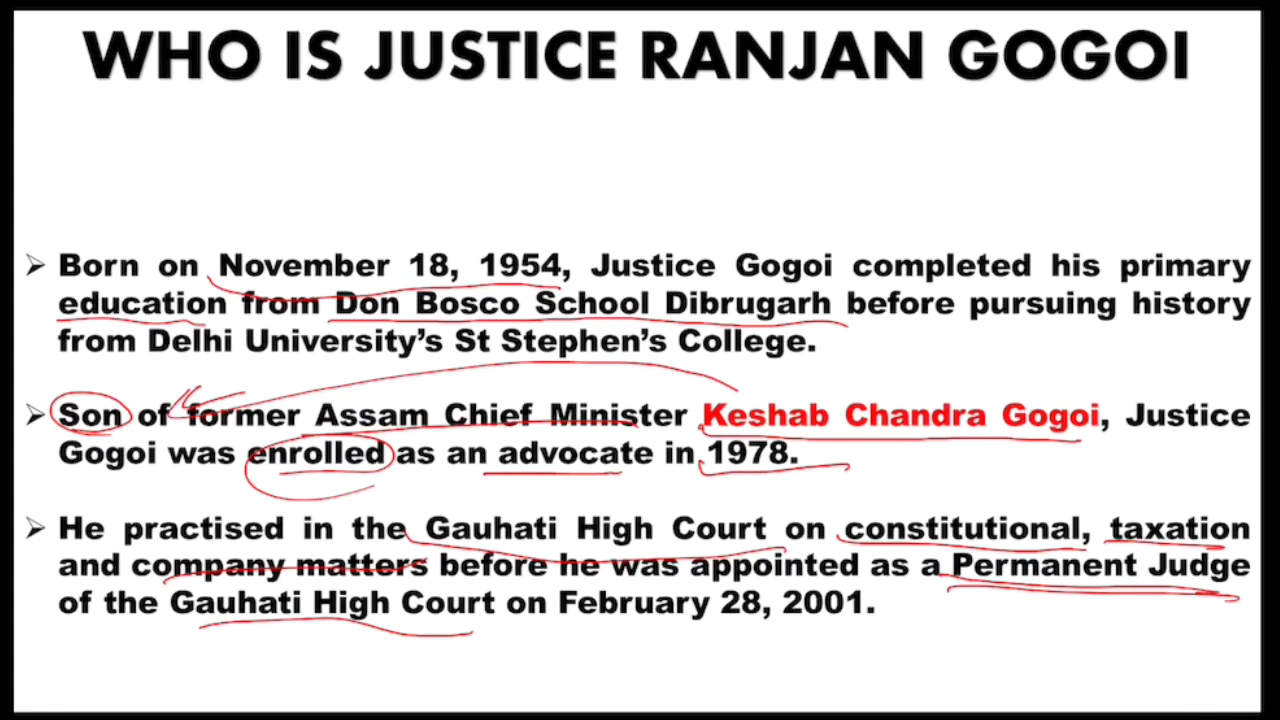 WHO IS JUSTICE RANJAN GOGOI
➢ Born on November 18, 1954, Justice Gogoi completed his primary
education from Don Bosco School Dibrugarh before pursuing history
from Delhi University’s St Stephen’s College.
➢ Son of former Assam Chief Minister Keshab Chandra Gogoi, Justice
Gogoi was enrolled as an advocate in 1978.
➢ He practised in the Gauhati High Court on constitutional, taxation
and company matters before he was appointed as a Permanent Judge
of the Gauhati High Court on February 28, 2001.